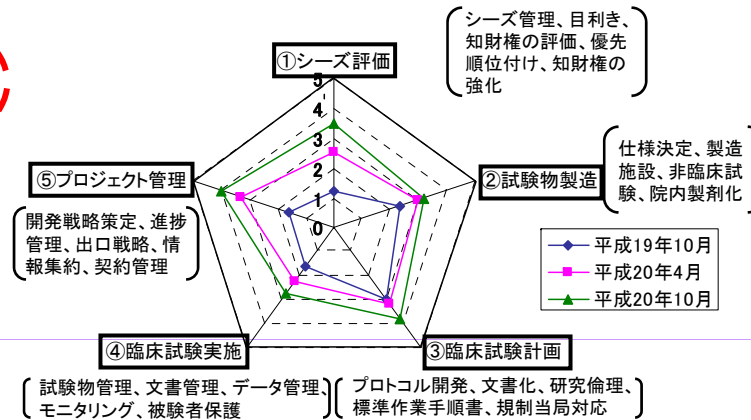 シーズ管理、目利き、
知財権の評価、優先
順位付け、知財権の
強化
①シーズ評価
5
4
3
2
1
0
⑤プロジェクト管理
②試験物製造
仕様決定、製造
施設、非臨床試
験、院内製剤化
開発戦略策定、進捗
管理、出口戦略、情
報集約、契約管理
平成19年10月
平成20年4月
平成20年10月
④臨床試験実施
③臨床試験計画
試験物管理、文書管理、データ管理、
モニタリング、被験者保護
プロトコル開発、文書化、研究倫理、
標準作業手順書、規制当局対応